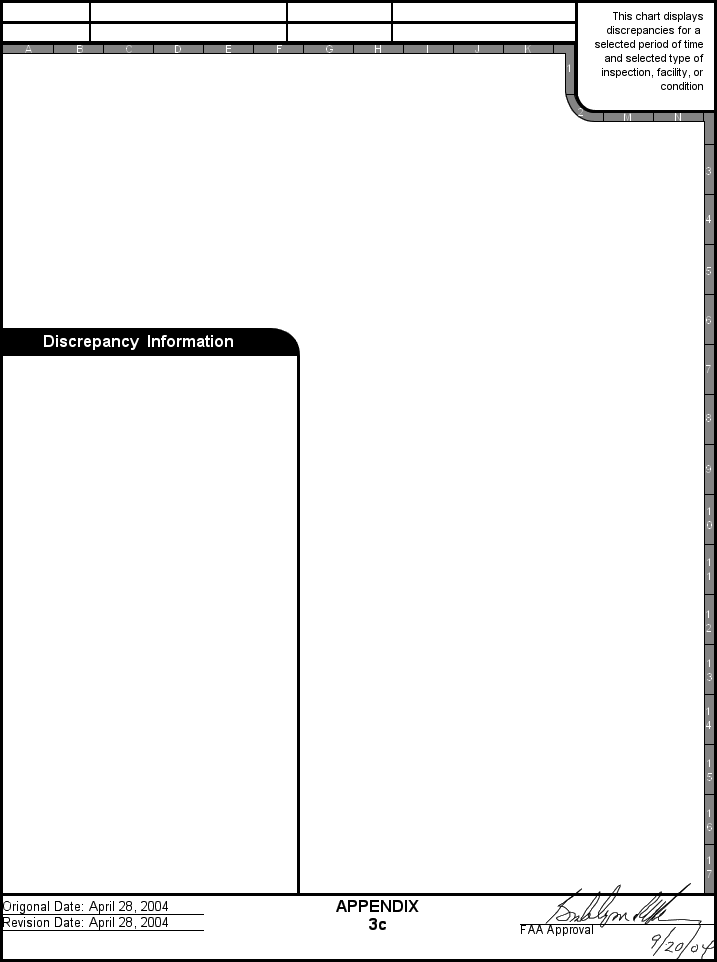 This chart displays
discrepancies for a
selected period of time
and selected type of
inspection, facility, or
condition
A B C D E F G H I J K
1
2 M N
3
4
5
6
Discrepancy Information
7
8
9
10
11
12
13
14
15
16
17
Origonal Date: April 28, 2004
Revision Date: April 28, 2004
APPENDIX
3c
FAA Approval
9/20/04